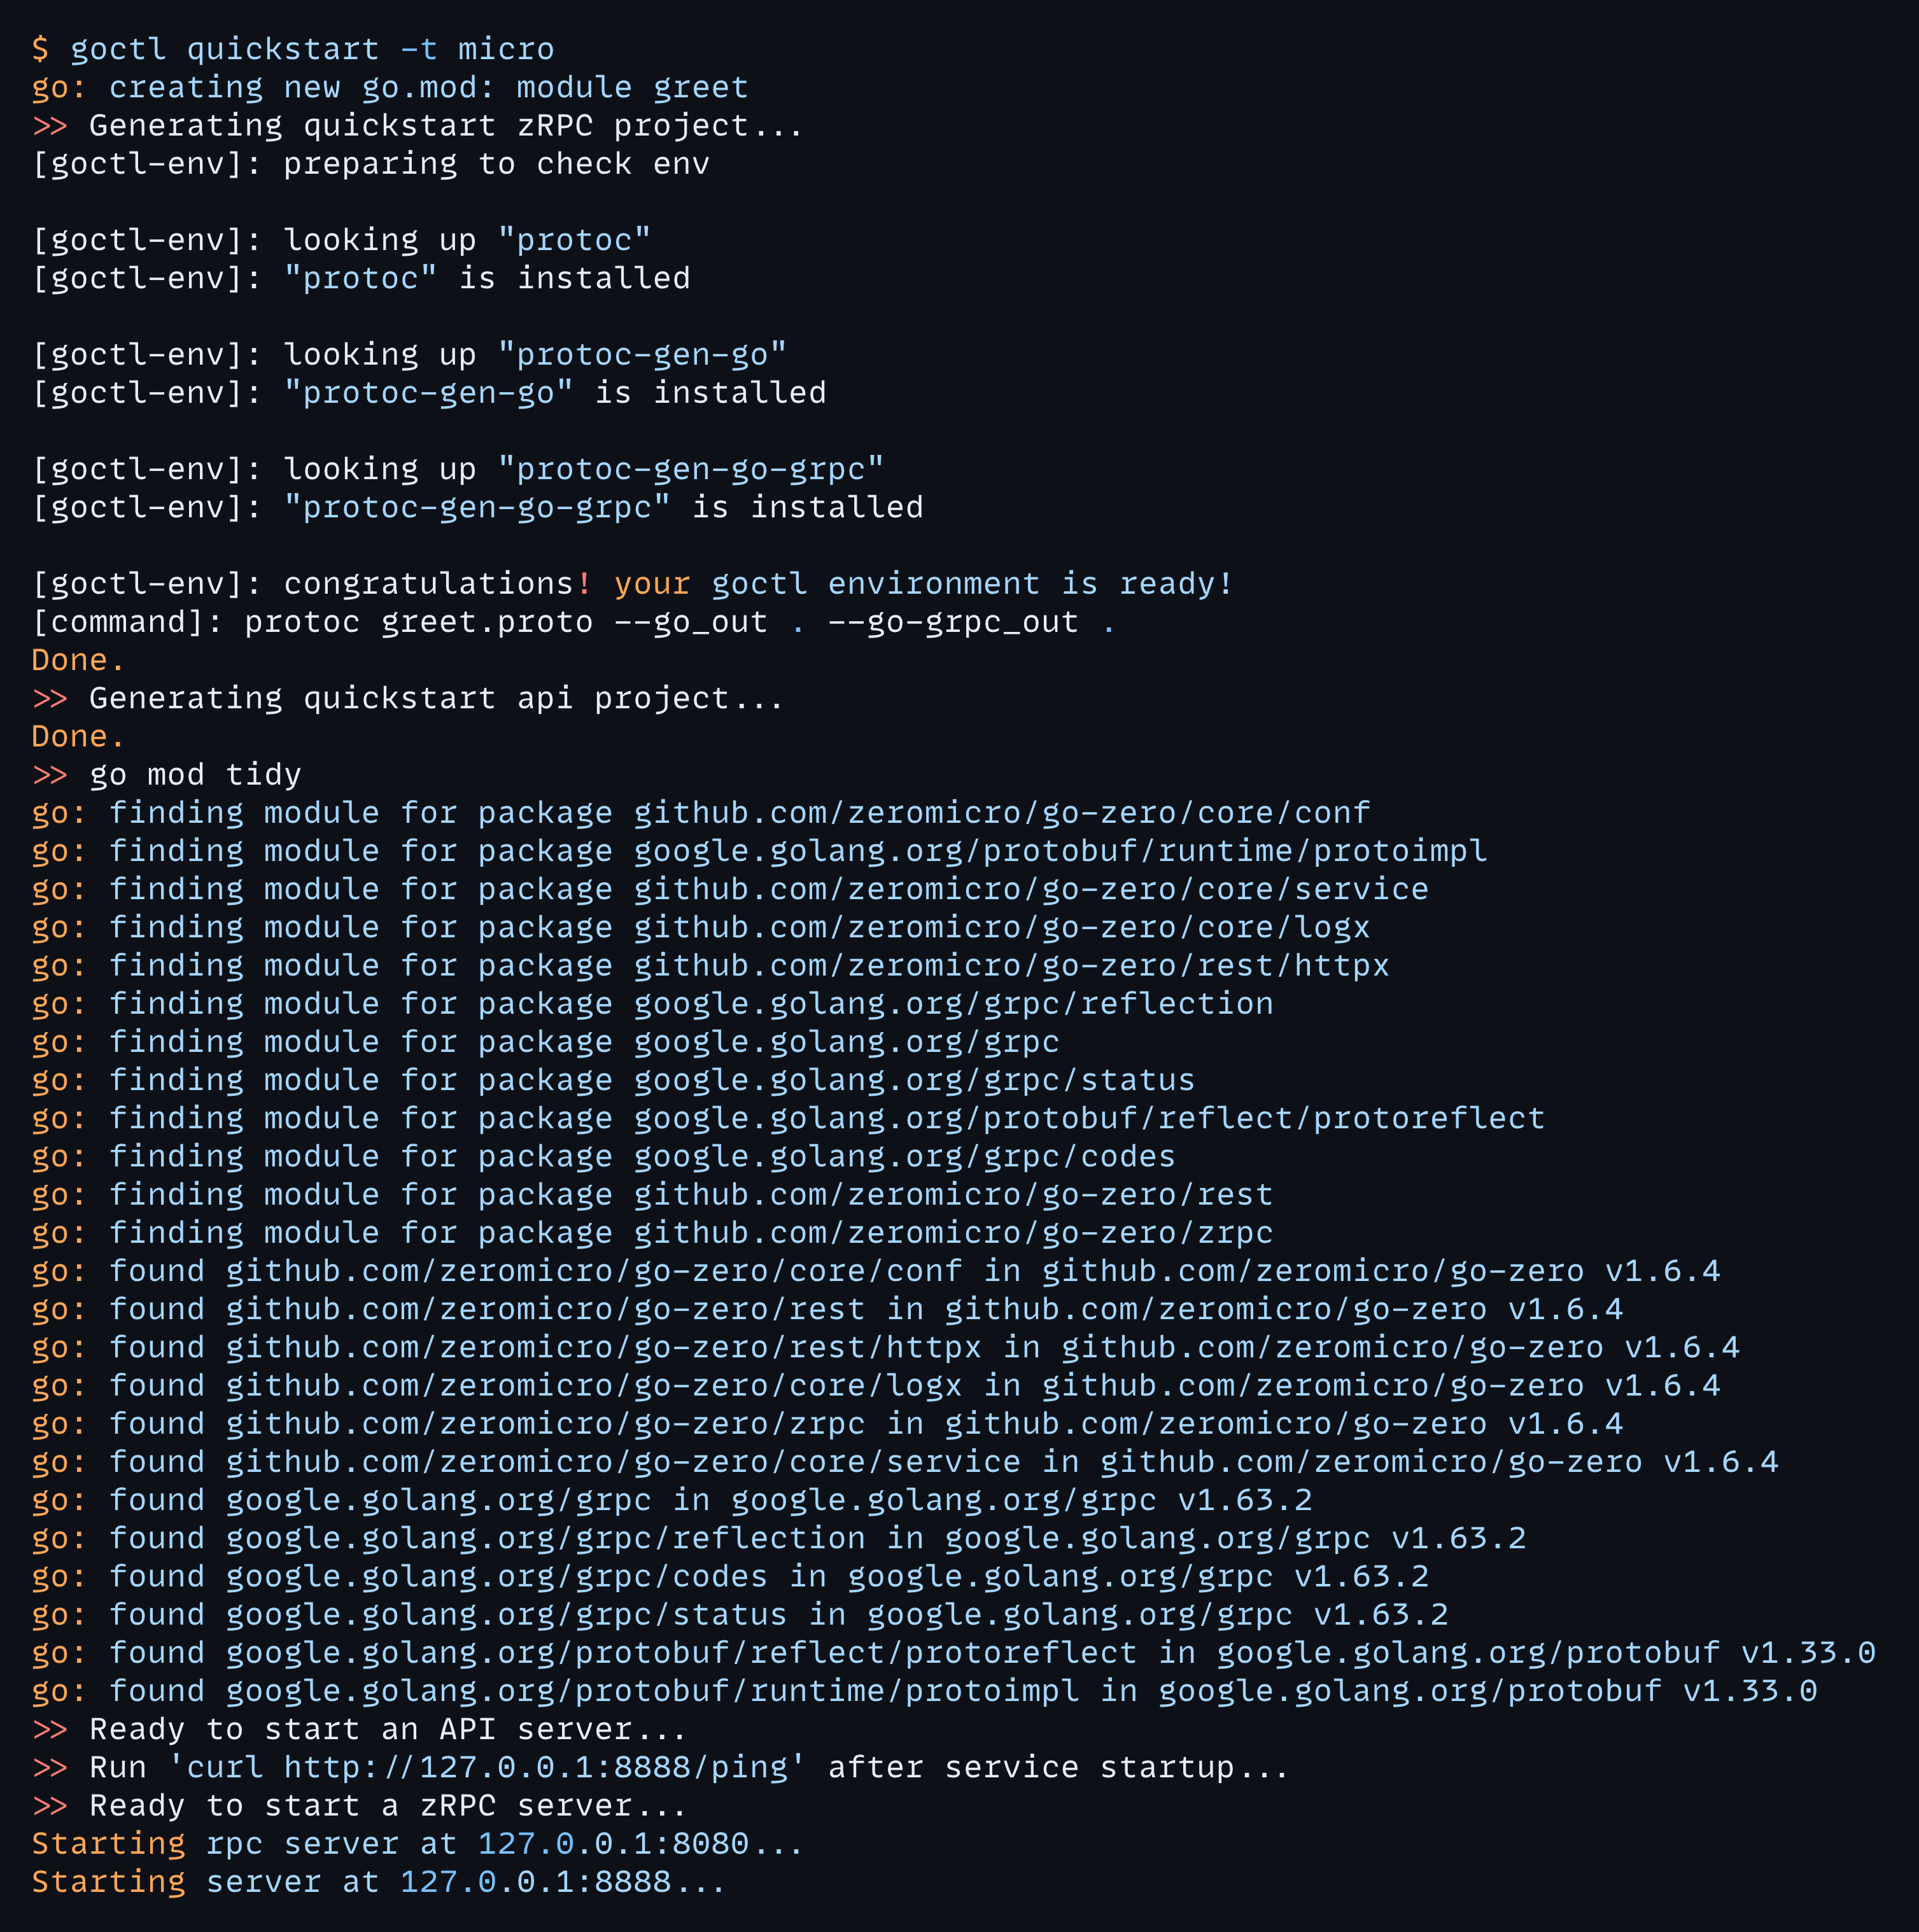 $ goctl quickstart -t micro
go: creating new go.mod: module greet
>> Generating quickstart zRPC project...
[goctl-env]: preparing to check env
[goctl-env]: looking up "protoc"
[goctl-env]: "protoc" is installed
[goctl-env]: looking up "protoc-gen-go"
[goctl-env]: "protoc-gen-go" is installed
[goctl-env]: looking up "protoc-gen-go-grpc"
[goctl-env]: "protoc-gen-go-grpc" is installed
[goctl-env]: congratulations! your goctl environment is ready!
[command]: protoc greet.proto --go_out . --go-grpc_out .
Done.
>> Generating quickstart api project...
Done.
>> go mod tidy
go: finding module for package github.com/zeromicro/go-zero/core/conf
go: finding module for package google.golang.org/protobuf/runtime/protoimpl
go: finding module for package github.com/zeromicro/go-zero/core/service
go: finding module for package github.com/zeromicro/go-zero/core/logx
go: finding module for package github.com/zeromicro/go-zero/rest/httpx
go: finding module for package google.golang.org/grpc/reflection
go: finding module for package google.golang.org/grpc
go: finding module for package google.golang.org/grpc/status
go: finding module for package google.golang.org/protobuf/reflect/protoreflect
go: finding module for package google.golang.org/grpc/codes
go: finding module for package github.com/zeromicro/go-zero/rest
go: finding module for package github.com/zeromicro/go-zero/zrpc
go: found github.com/zeromicro/go-zero/core/conf in github.com/zeromicro/go-zero v1.6.4
go: found github.com/zeromicro/go-zero/rest in github.com/zeromicro/go-zero v1.6.4
go: found github.com/zeromicro/go-zero/rest/httpx in github.com/zeromicro/go-zero v1.6.4
go: found github.com/zeromicro/go-zero/core/logx in github.com/zeromicro/go-zero v1.6.4
go: found github.com/zeromicro/go-zero/zrpc in github.com/zeromicro/go-zero v1.6.4
go: found github.com/zeromicro/go-zero/core/service in github.com/zeromicro/go-zero v1.6.4
go: found google.golang.org/grpc in google.golang.org/grpc v1.63.2
go: found google.golang.org/grpc/reflection in google.golang.org/grpc v1.63.2
go: found google.golang.org/grpc/codes in google.golang.org/grpc v1.63.2
go: found google.golang.org/grpc/status in google.golang.org/grpc v1.63.2
go: found google.golang.org/protobuf/reflect/protoreflect in google.golang.org/protobuf v1.33.0
go: found google.golang.org/protobuf/runtime/protoimpl in google.golang.org/protobuf v1.33.0
>> Ready to start an API server...
>> Run 'curl http://127.0.0.1:8888/ping' after service startup...
>> Ready to start a zRPC server...
Starting rpc server at 127.0.0.1:8080...
Starting server at 127.0.0.1:8888...